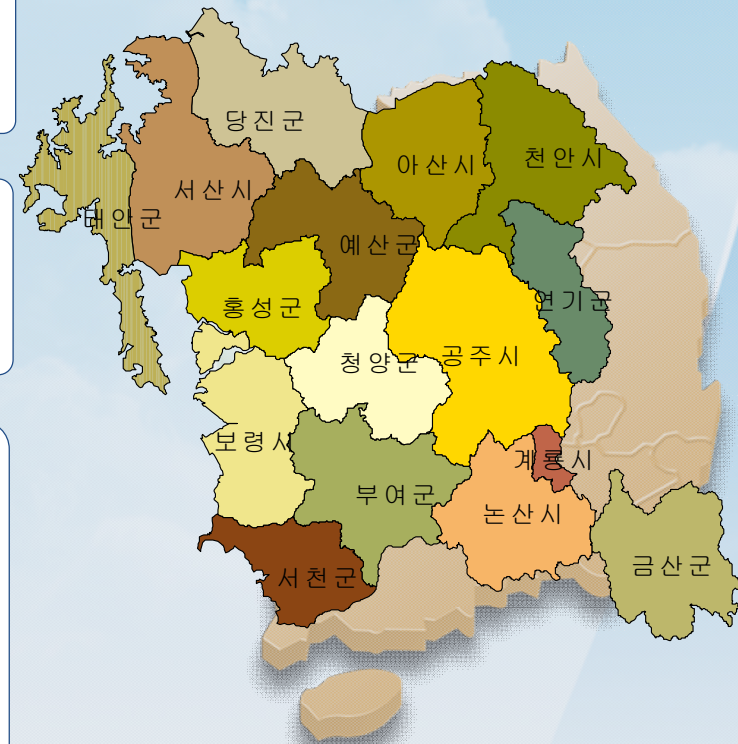 당진군
아산시
천안시
서산시
태안군
예산군
연기군
홍성군
청양군
공주시
보령시
계룡시
부여군
논산시
금산군
서천군